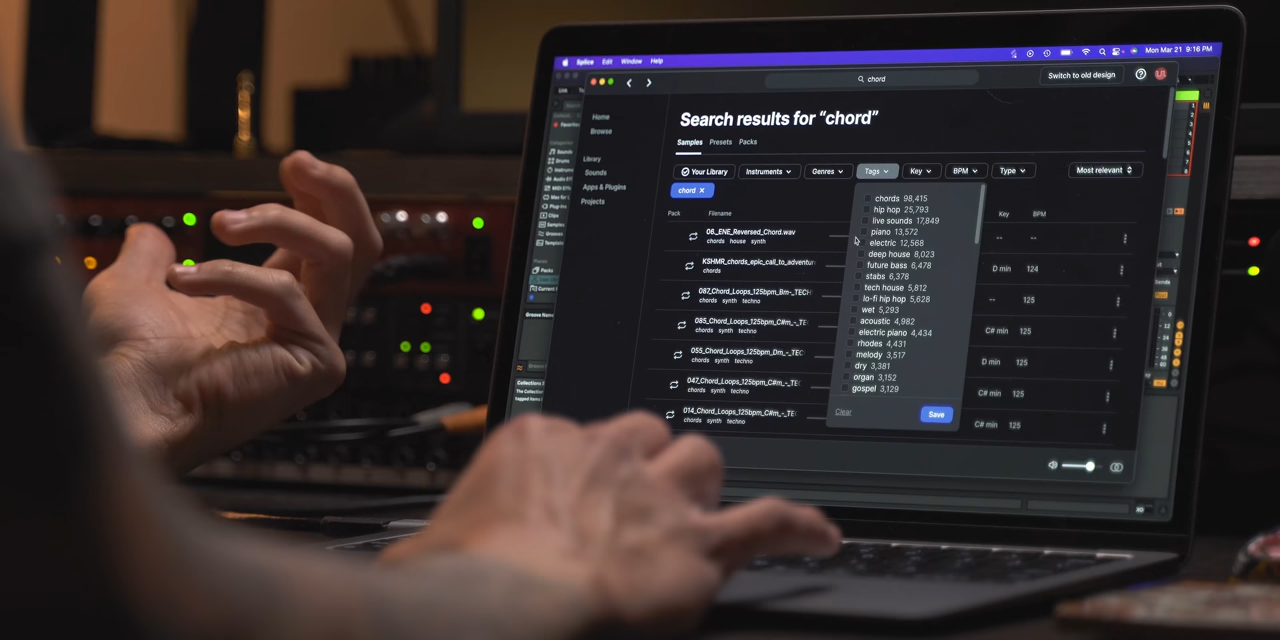 Splice Edit Window Help
Mon Mar 21 9:16 PM
chord
Switch to old design
Home
Browse
Library
Sounds
Apps & Plugins
Projects
Search results for “chord”
Samples Presets Packs
Your Library Instruments Genres Tags Key BPM Type Most relevant
chord X
Pack Filename Key BPM
06_ENE_Reversed_Chord.wav -- --
chords house synth
KSHMR_chords_epic_call_to_adventur D min 124
chords
087_Chord_Loops_125bpm_Bm-_TECH -- 125
chords synth techno
085_Chord_Loops_125bpm_C#m_-_TE C# min 125
chords synth techno
055_Chord_Loops_125bpm_Dm_-_TEC D min 125
chords synth techno
047_Chord_Loops_125bpm_C#m_-_TE C# min 125
chords synth techno
014_Chord_Loops_125bpm_C#m_-_TE C# min 125
chords synth techno
chords 98,415
hip hop 25,793
live sounds 17,849
piano 13,572
electric 12,568
deep house 8,023
future bass 6,478
stabs 6,378
tech house 5,812
lo-fi hip hop 5,628
wet 5,293
acoustic 4,982
electric piano 4,434
rhodes 4,431
melody 3,517
dry 3,381
organ 3,152
gospel 3,129
Clear Save